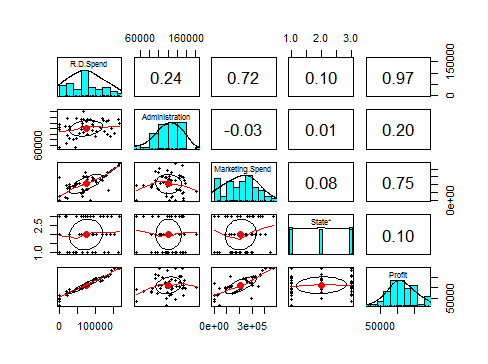 60000 160000 1.0 2.0 3.0
R.D.Spend 0.24 0.72 0.10 0.97 0 150000
60000 Administration -0.03 0.01 0.20
Marketing.Spend 0.08 0.75 0e+00
1.0 2.5 State* 0.10
Profit 50000
0 100000 0e+00 3e+05 50000